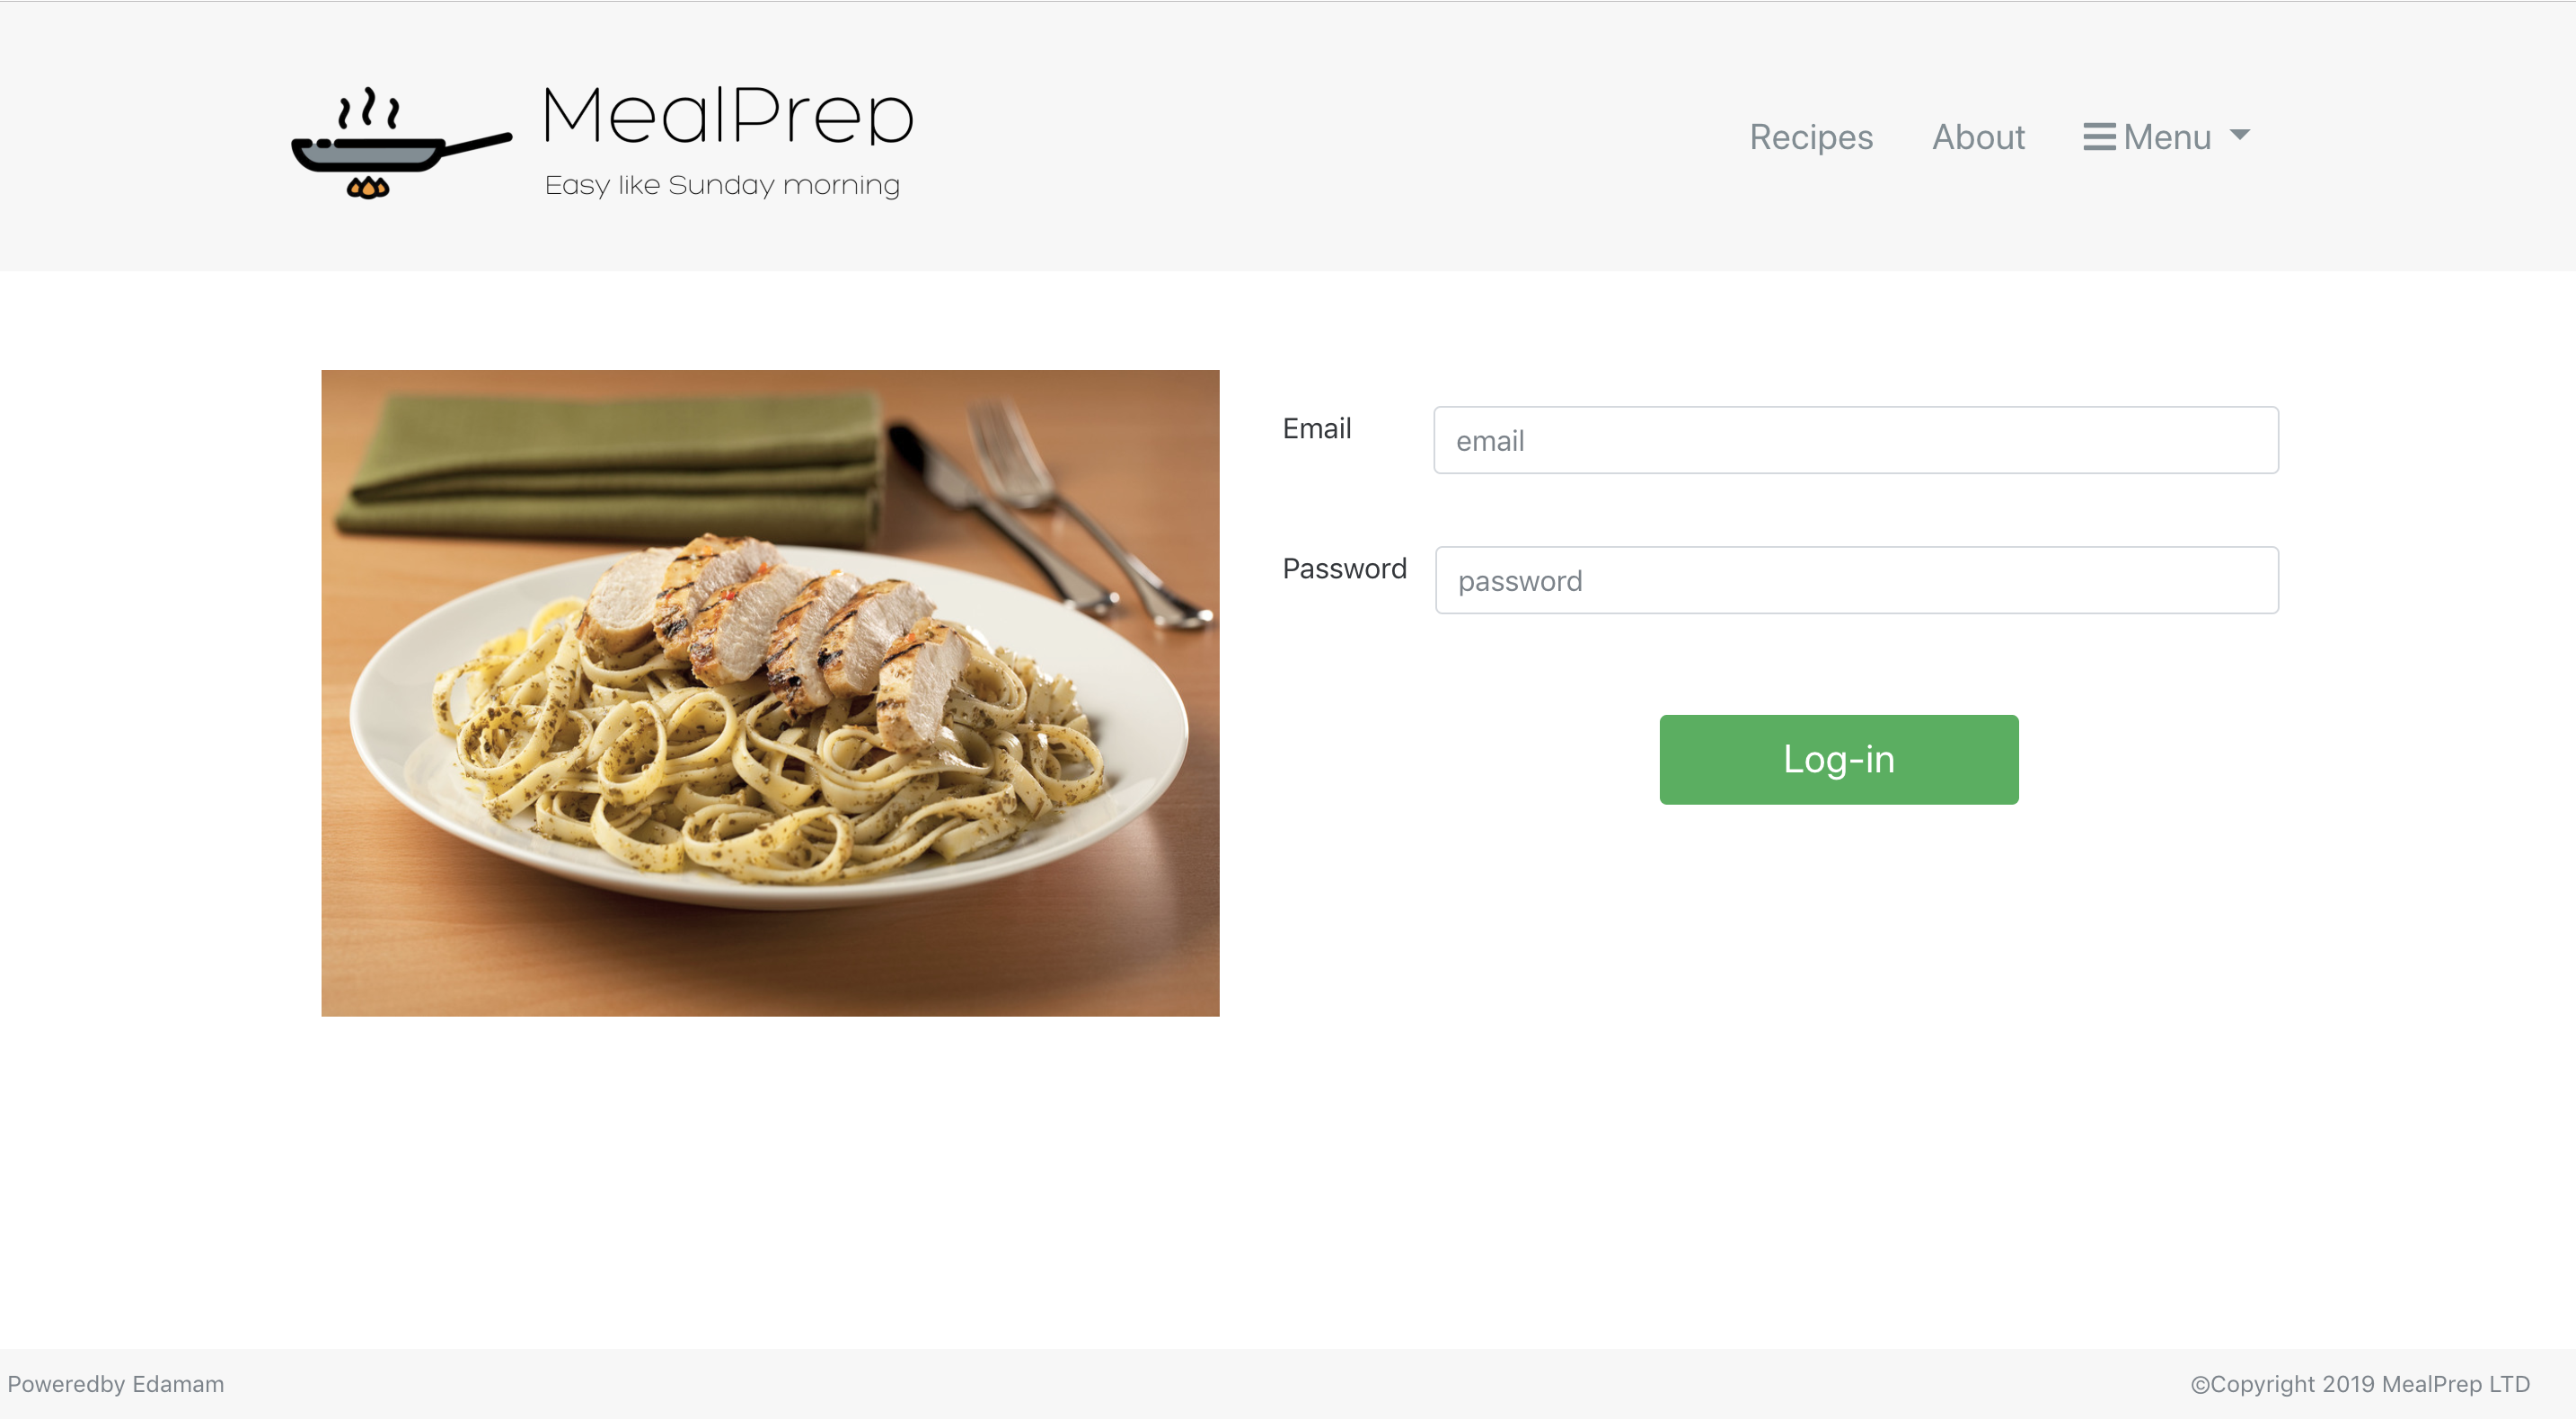 MealPrep
Easy like Sunday morning
Recipes About Menu
Email email
Password password
Log-in
Poweredby Edamam ©Copyright 2019 MealPrep LTD